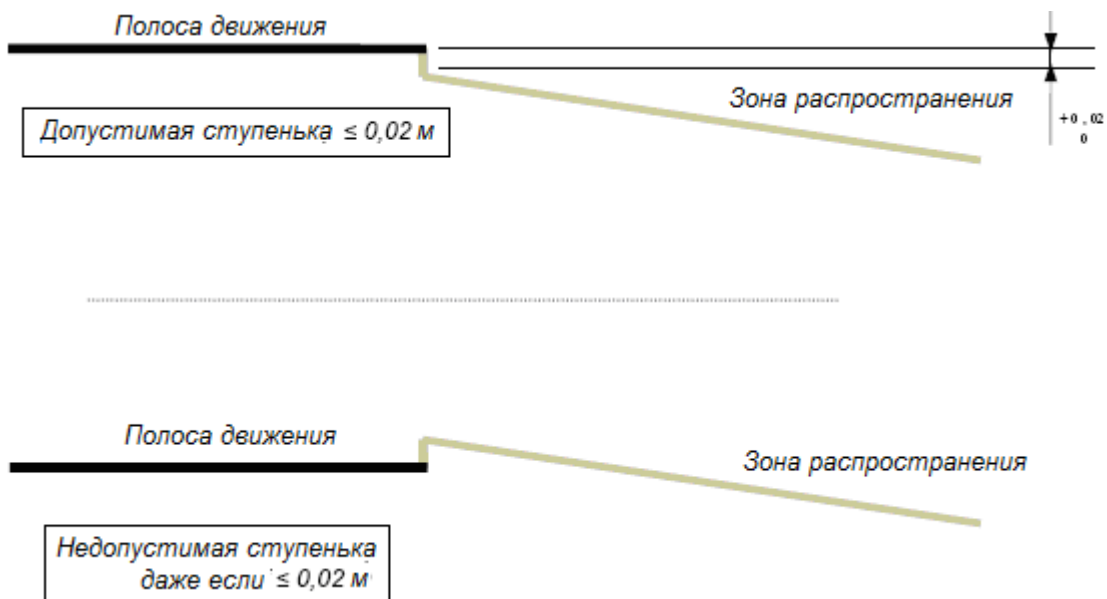 Полоса движения
Зона распространения
Допустимая ступенька ≤ 0,02 м
+0,02
0
Полоса движения
Зона распространения
Недопустимая ступенька
даже если ≤ 0,02 м